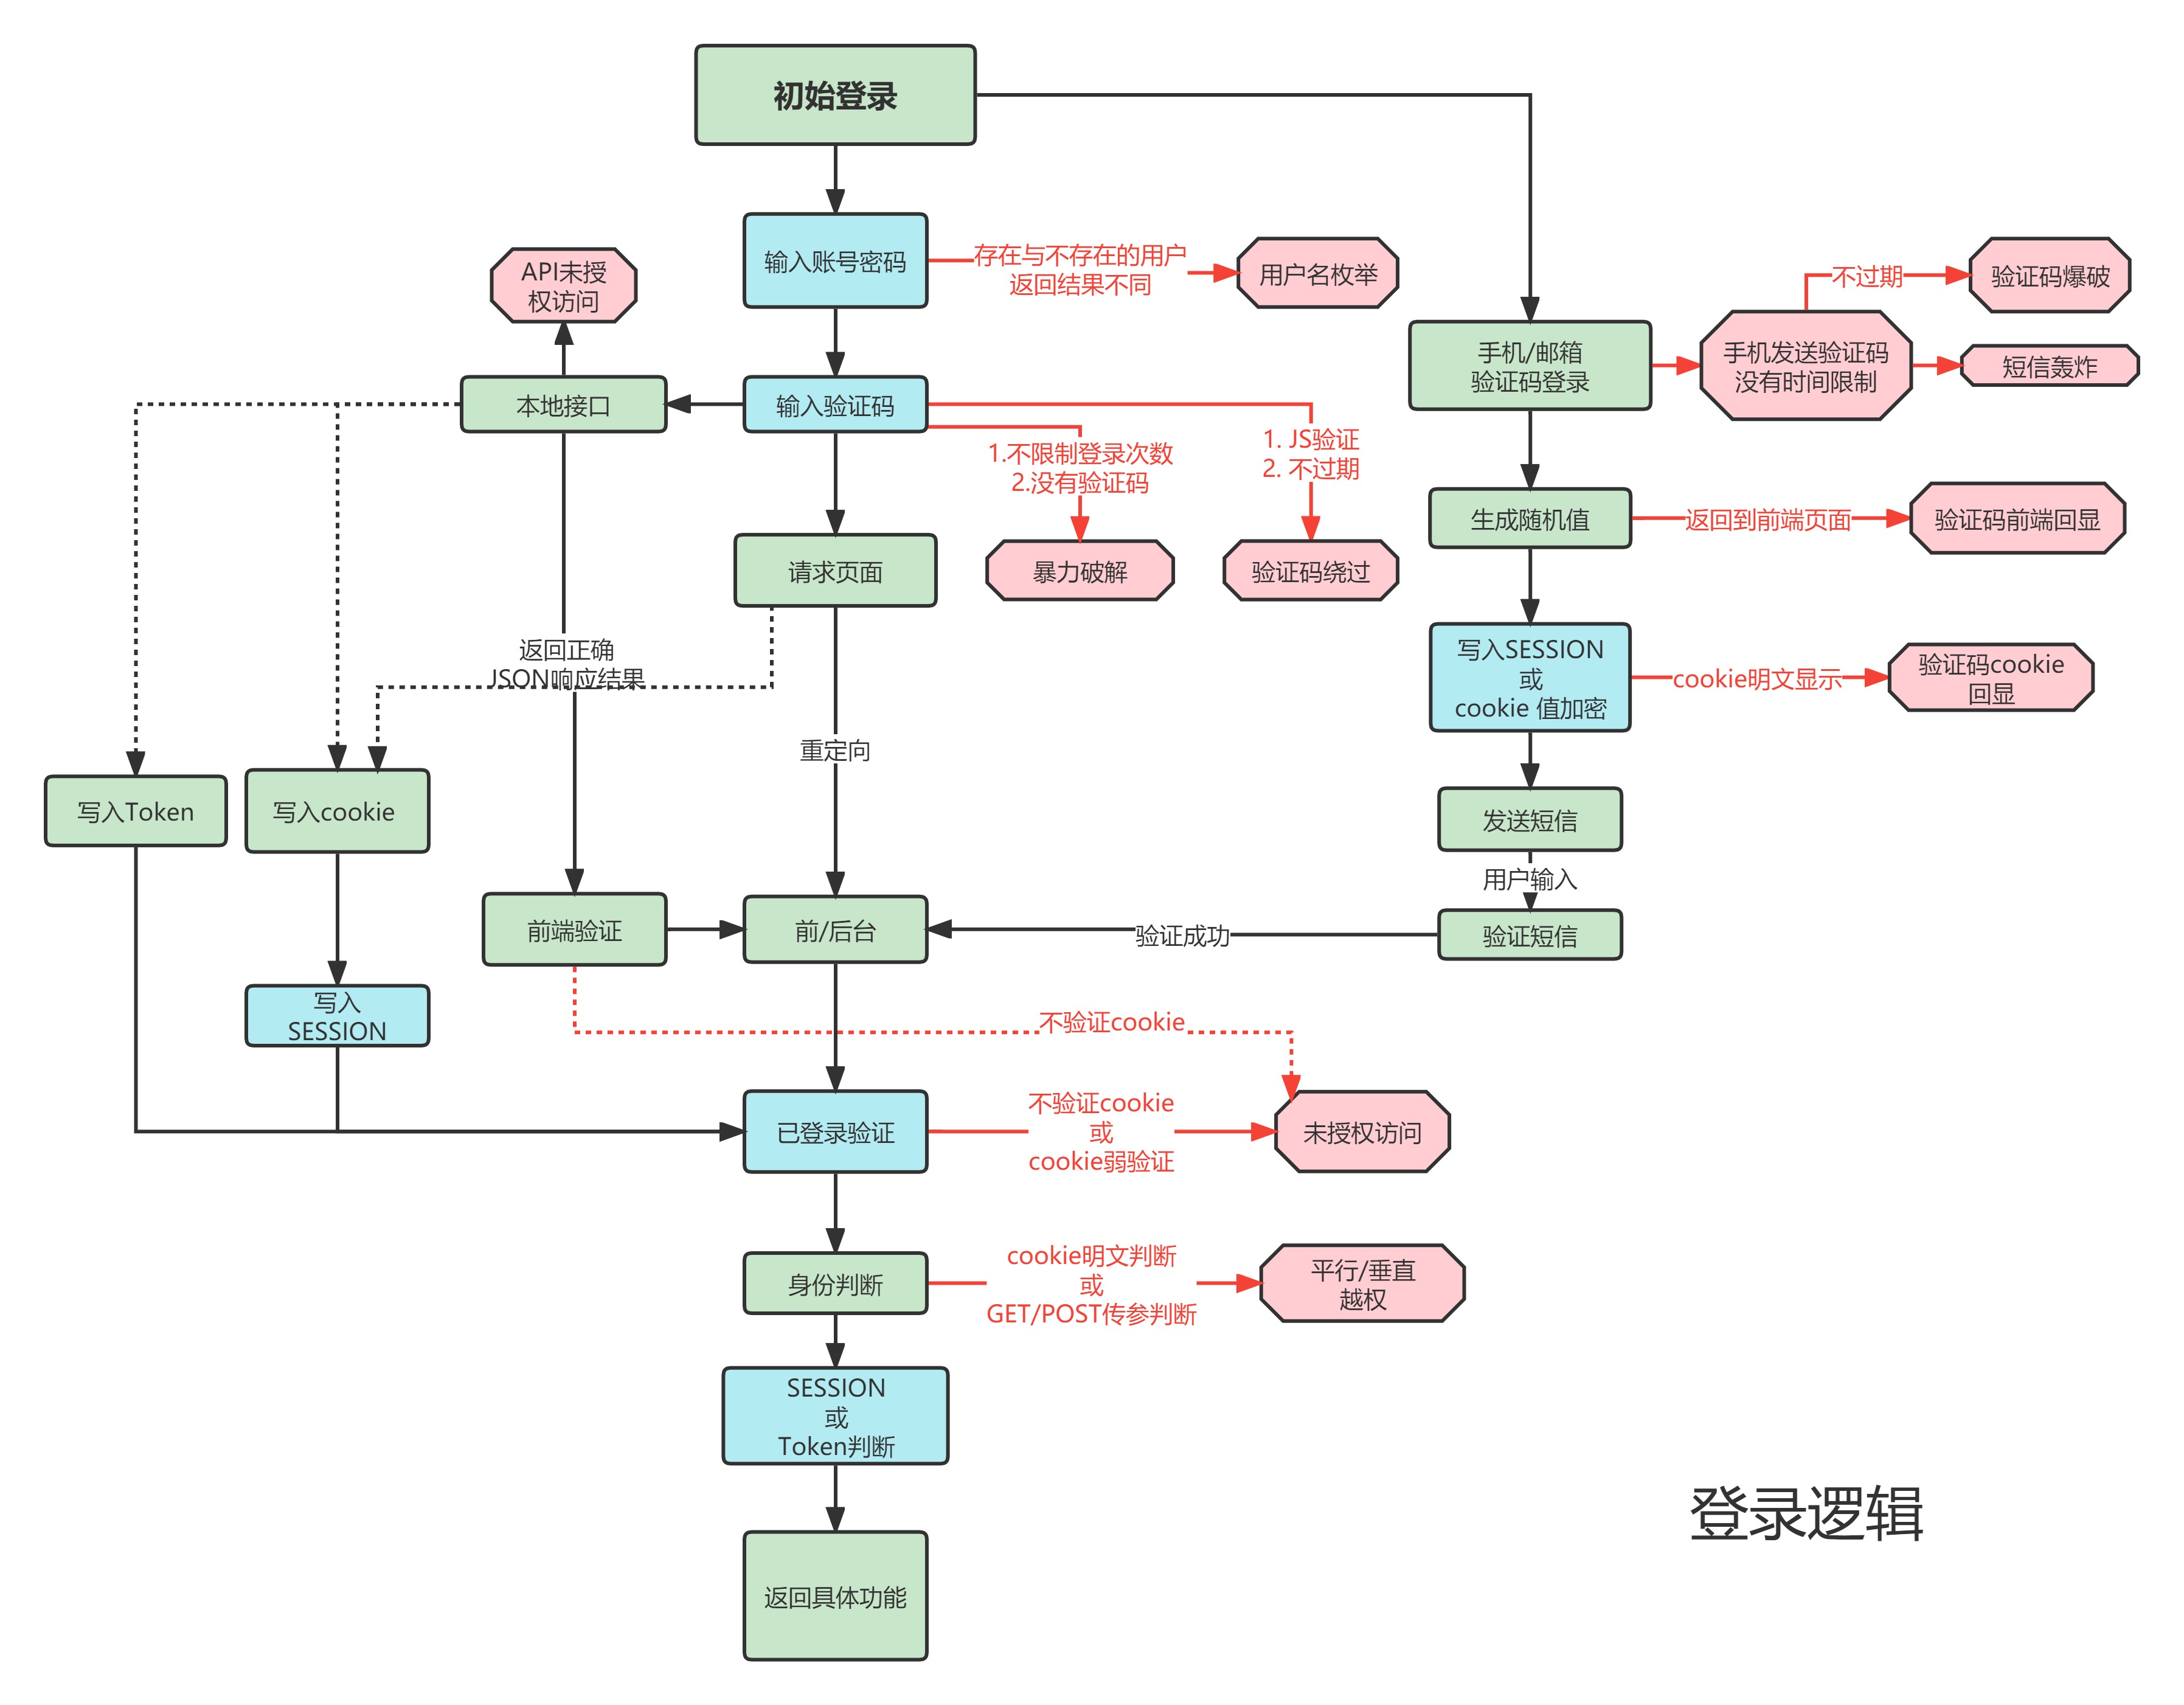 初始登录
输入账号密码
存在与不存在的用户
返回结果不同
用户名枚举
API未授
权访问
不过期
验证码爆破
手机/邮箱
验证码登录
手机发送验证码
没有时间限制
短信轰炸
本地接口
输入验证码
1.不限制登录次数
2.没有验证码
1. JS验证
2. 不过期
生成随机值
返回到前端页面
验证码前端回显
请求页面
暴力破解
验证码绕过
返回正确
JSON响应结果
写入SESSION
或
cookie 值加密
cookie明文显示
验证码cookie
回显
重定向
写入Token
写入cookie
发送短信
用户输入
前端验证
前/后台
验证成功
验证短信
写入
SESSION
不验证cookie
已登录验证
不验证cookie
或
cookie弱验证
未授权访问
身份判断
cookie明文判断
或
GET/POST传参判断
平行/垂直
越权
SESSION
或
Token判断
登录逻辑
返回具体功能